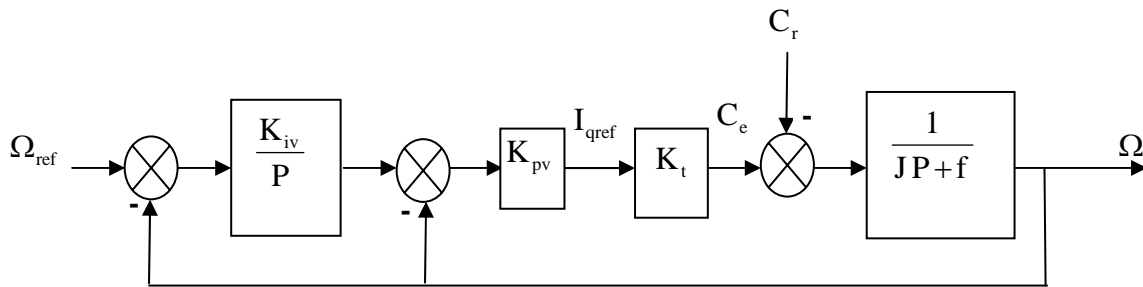 C_r
Ω_ref
-
K_iv
P
-
K_pv
I_qref
K_t
C_e
-
1
JP+f
Ω